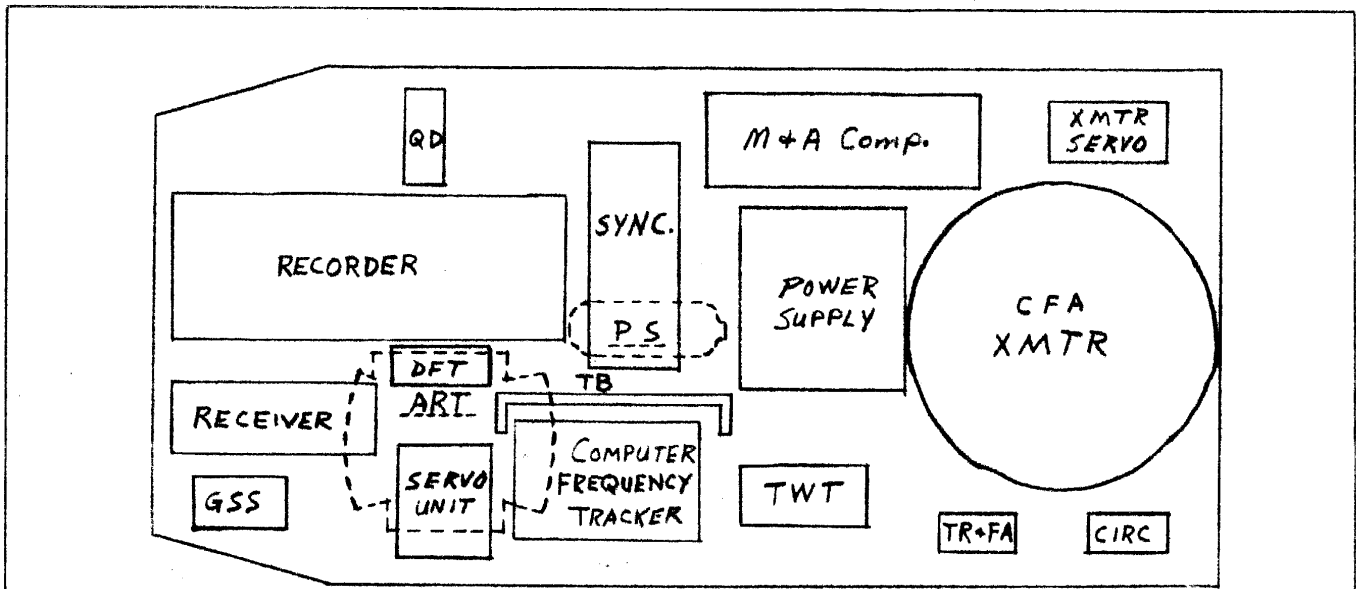 QD
M & A Comp.
XMTR
SERVO
SYNC.
RECORDER
POWER
SUPPLY
CFA
XMTR
PS
DFT
TB
ART
RECEIVER
COMPUTER
FREQUENCY
TRACKER
SERVO
UNIT
GSS
TWT
TR+FA
CIRC